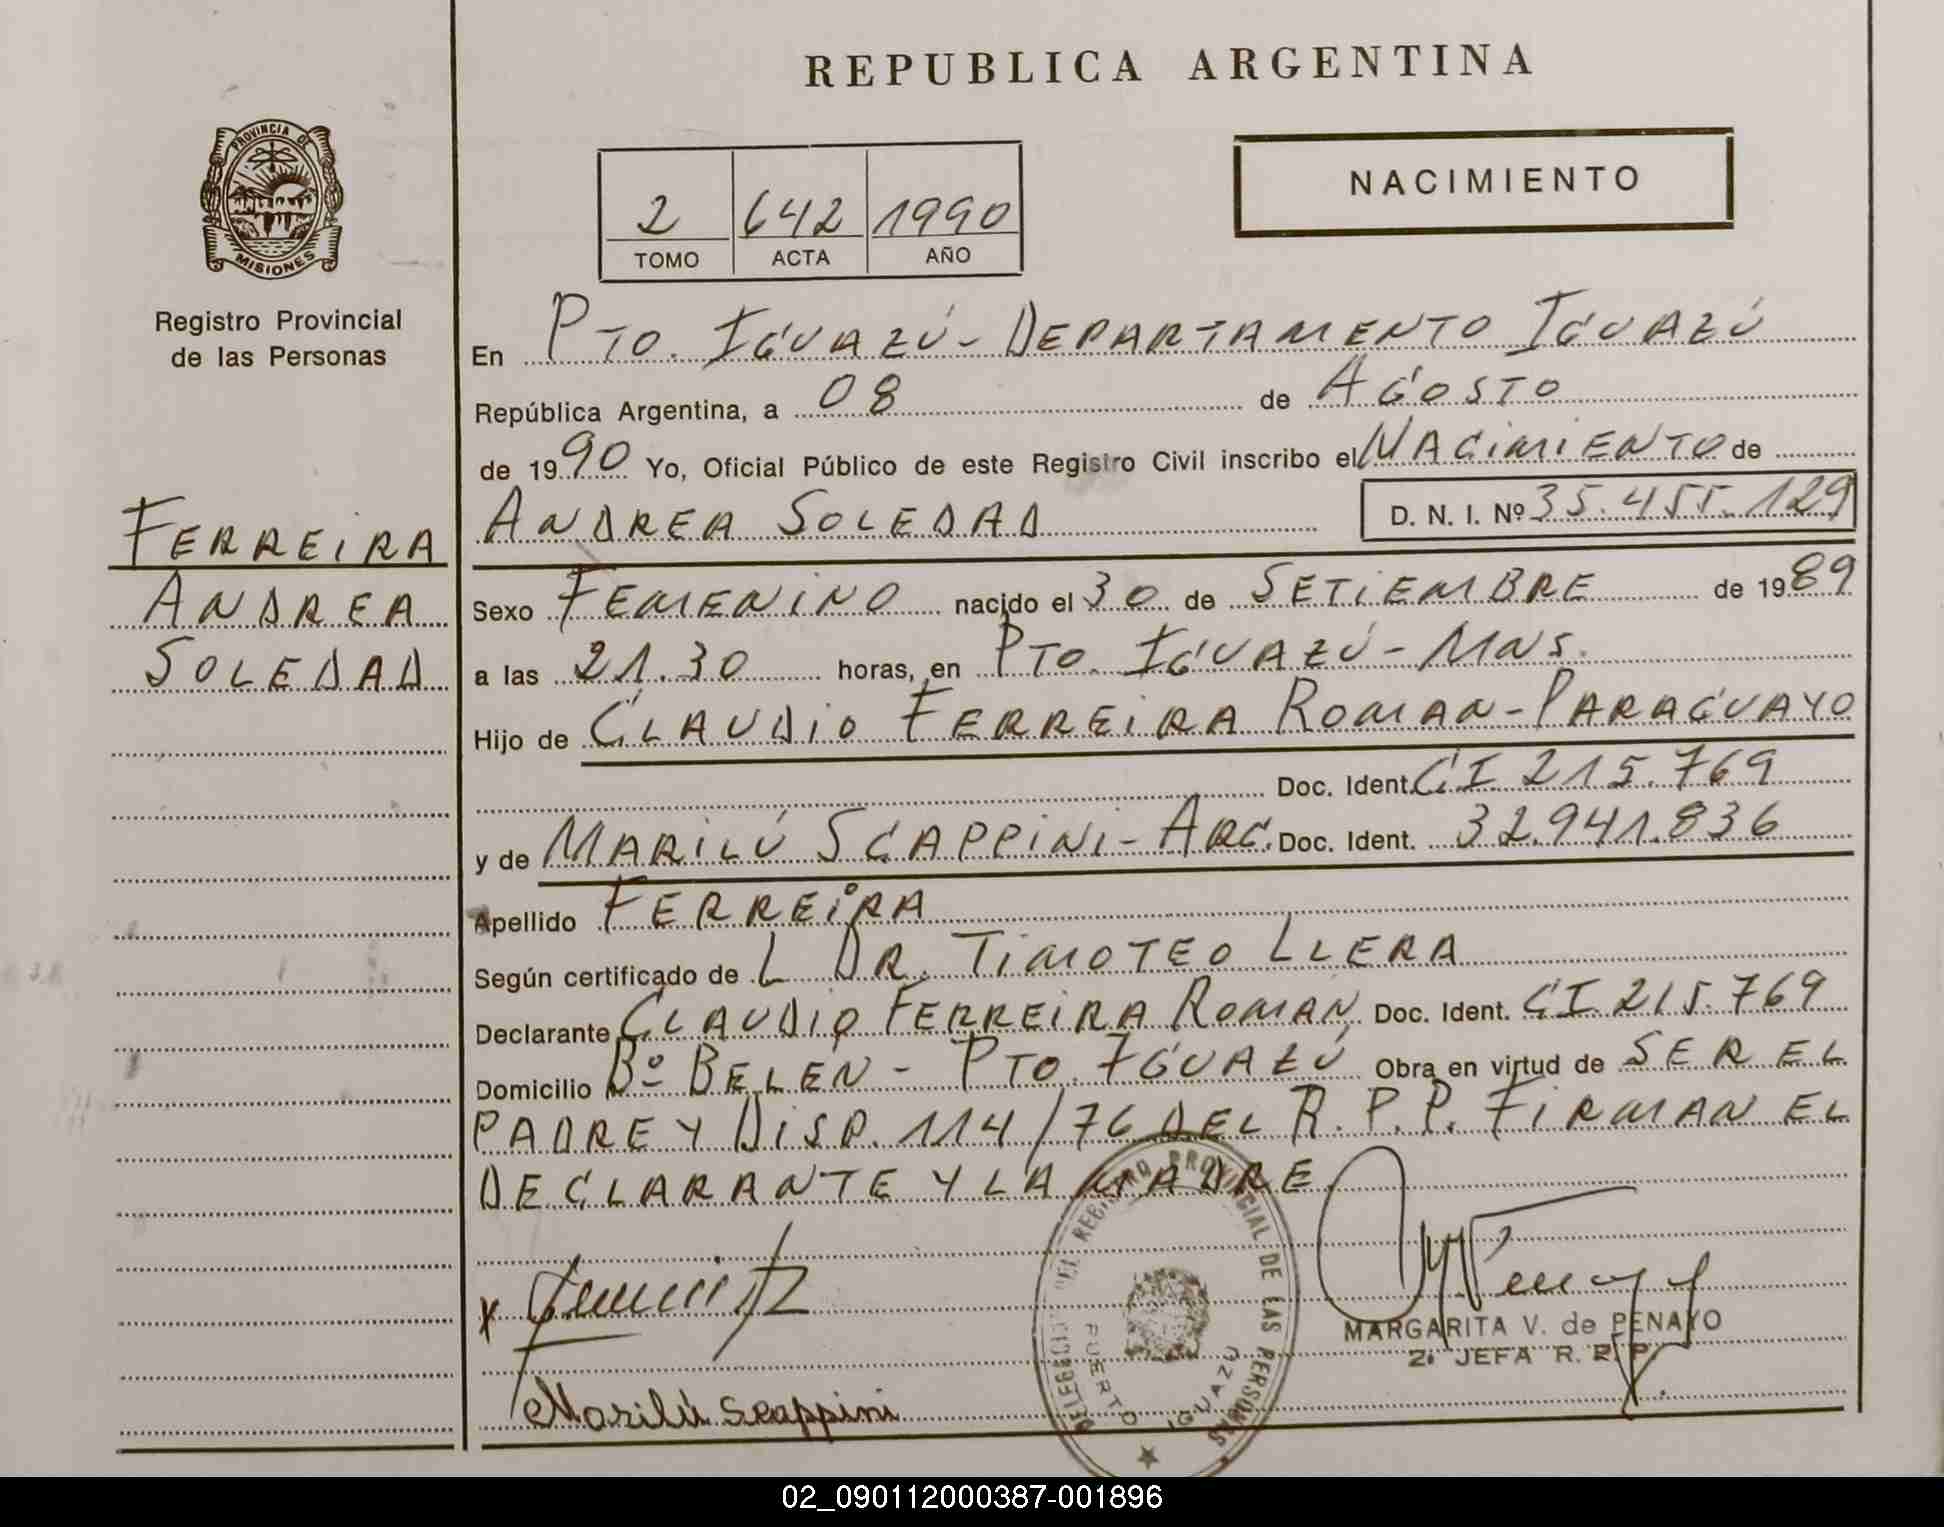 REPUBLICA ARGENTINA
PROVINCIA DE
MISIONES
Registro Provincial
de las Personas
NACIMIENTO
2 642 1990
TOMO ACTA AÑO
En PTO. IGUAZÚ - DEPARTAMENTO IGUAZÚ
República Argentina, a 08 de AGOSTO
de 1990 Yo, Oficial Público de este Registro Civil inscribo el NACIMIENTO de
ANDREA SOLEDAD D. N. I. Nº 35.455.129
FERREIRA
ANDREA
SOLEDAD
Sexo FEMENINO nacido el 30 de SETIEMBRE de 1989
a las 21.30 horas, en PTO. IGUAZÚ - MNS.
Hijo de CLAUDIO FERREIRA ROMAN - PARAGUAYO
Doc. Ident. CI 215.769
y de MARILÚ SCAPPINI - ARG. Doc. Ident. 32.941.836
Apellido FERREIRA
Según certificado de L DR. TIMOTEO LLERA
Declarante CLAUDIO FERREIRA ROMAN Doc. Ident. CI 215.769
Domicilio Bº BELÉN - PTO IGUAZÚ Obra en virtud de SER EL
PADRE Y DISP. 114/76 DEL R.P.P. FIRMAN EL
DECLARANTE Y LA MADRE
X
Marilú Scappini
DEL REGISTRO PROVINCIAL DE LAS PERSONAS
PUERTO IGUAZU
MARGARITA V. de PENAYO
2ª JEFA R. P. P.
02_090112000387-001896